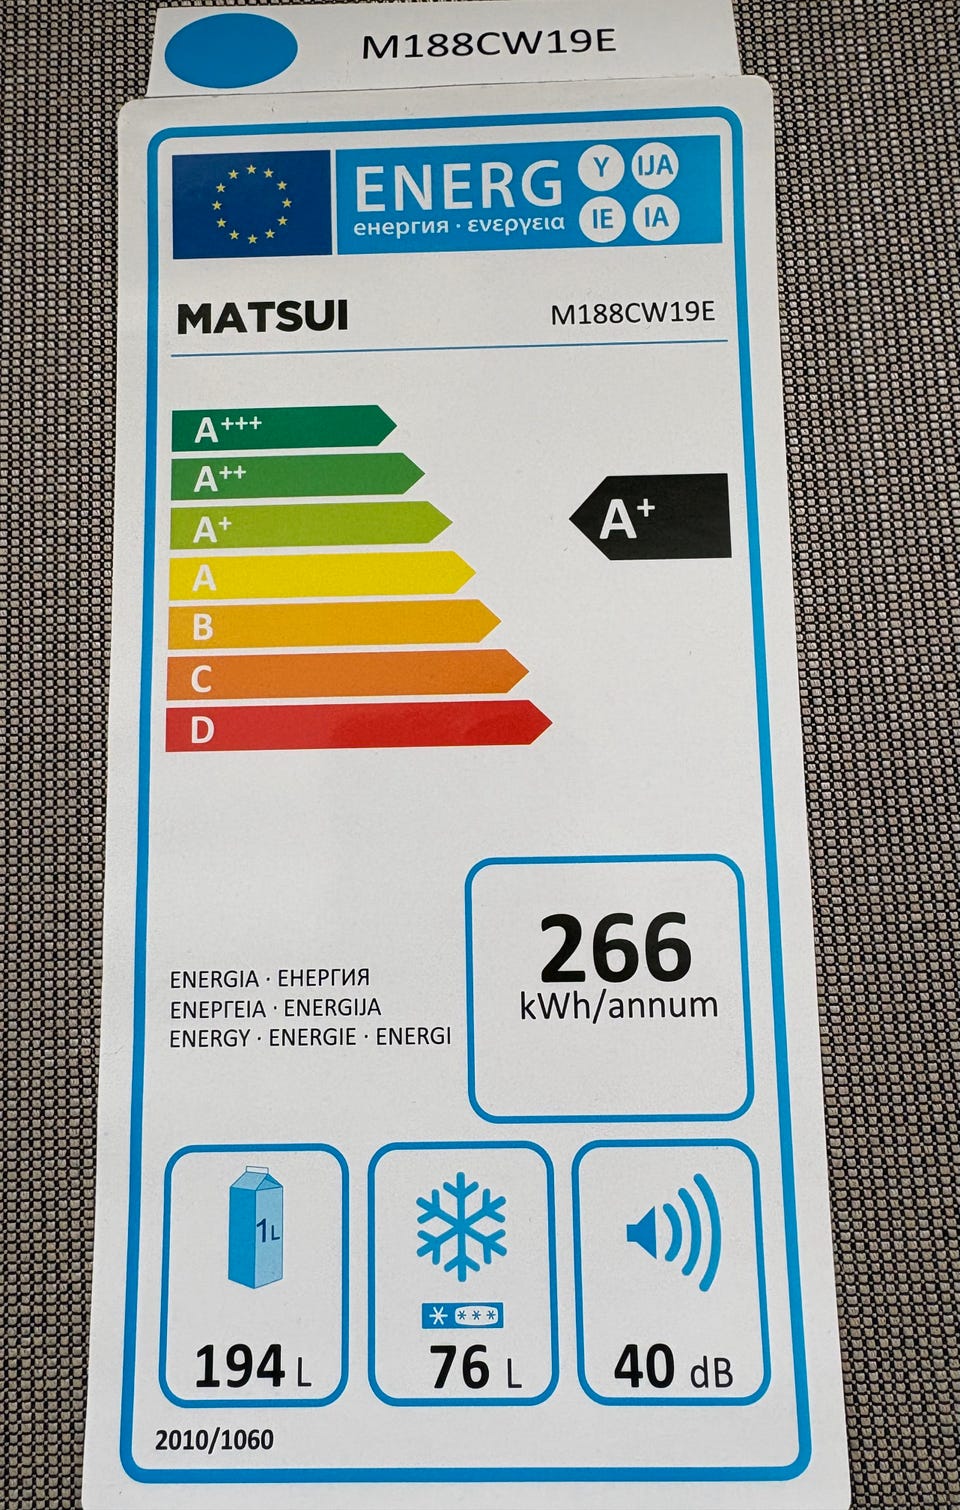 M188CW19E
ENERG
Y IJA
енергия · ενεργεια
IE IA
MATSUI
M188CW19E
A+++
A++
A+
A+
A
B
C
D
266
kWh/annum
ENERGIA · ЕНЕРГИЯ
ΕΝΕΡΓΕΙΑ · ENERGIJA
ENERGY · ENERGIE · ENERGI
1L
194 L
76 L
40 dB
2010/1060